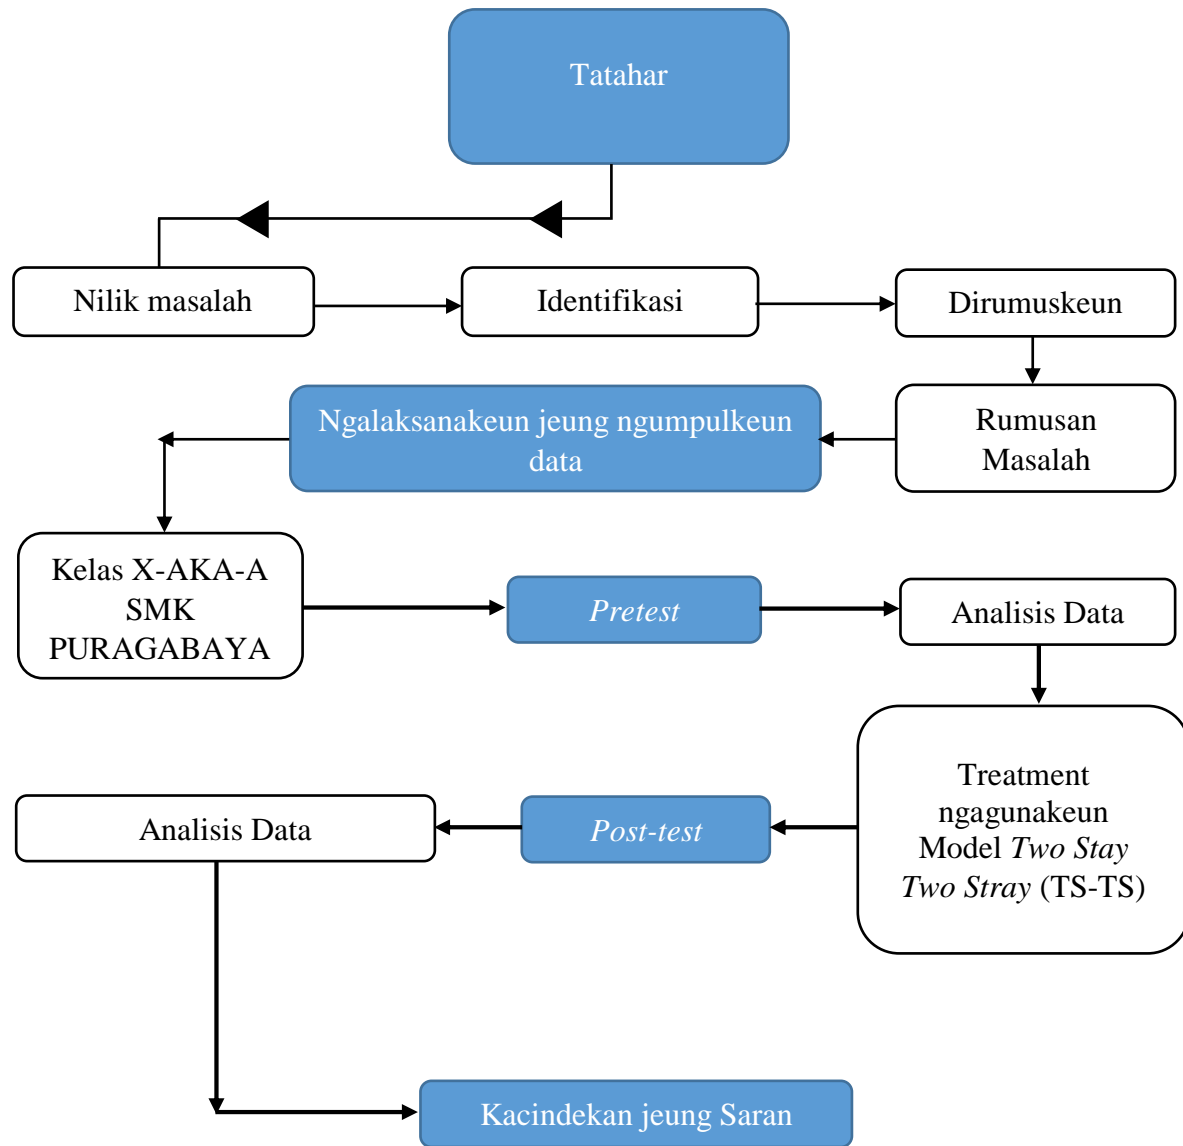 Tatahar
Nilik masalah
Identifikasi
Dirumuskeun
Rumusan
Masalah
Ngalaksanakeun jeung ngumpulkeun
data
Kelas X-AKA-A
SMK
PURAGABAYA
Pretest
Analisis Data
Treatment
ngagunakeun
Model Two Stay
Two Stray (TS-TS)
Post-test
Analisis Data
Kacindekan jeung Saran